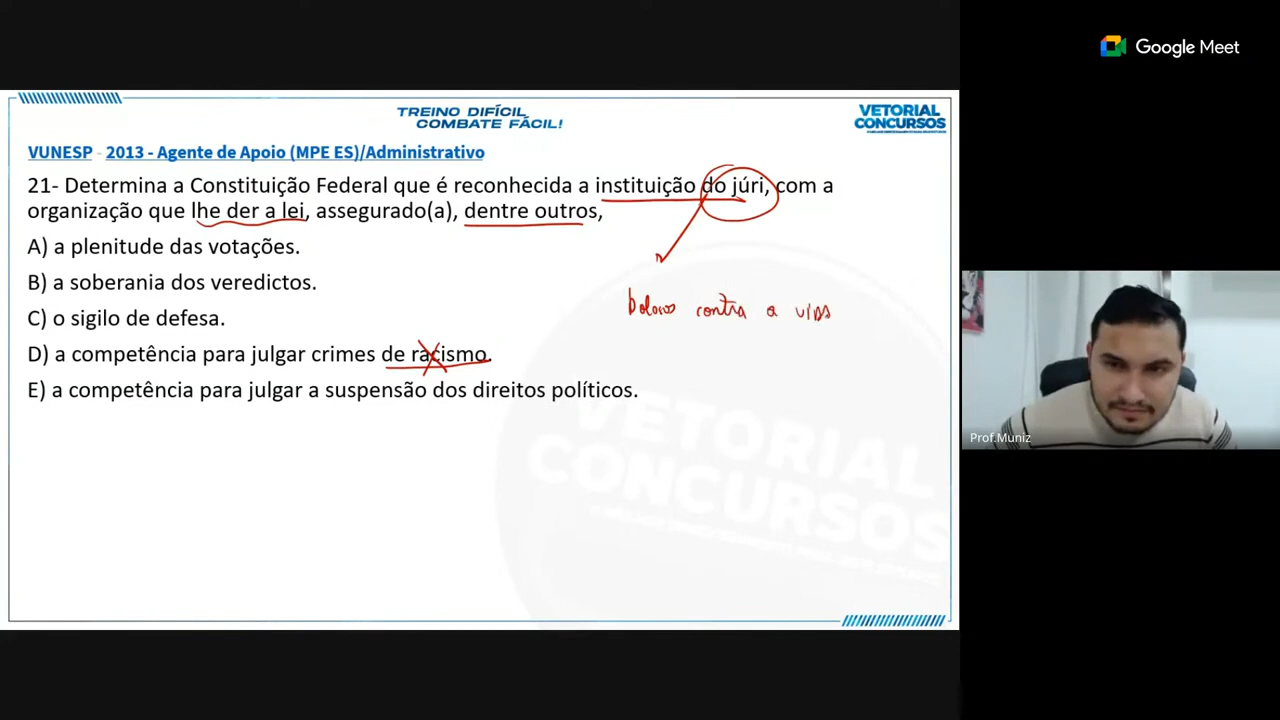 Google Meet
TREINO DIFÍCIL
COMBATE FÁCIL!
VETORIAL
CONCURSOS
VUNESP - 2013 - Agente de Apoio (MPE ES)/Administrativo
21- Determina a Constituição Federal que é reconhecida a instituição do júri, com a
organização que lhe der a lei, assegurado(a), dentre outros,
A) a plenitude das votações.
B) a soberania dos veredictos.
C) o sigilo de defesa.
D) a competência para julgar crimes de racismo.
E) a competência para julgar a suspensão dos direitos políticos.
contra a vida
VETORIAL
CONCURSOS
Prof.Muniz